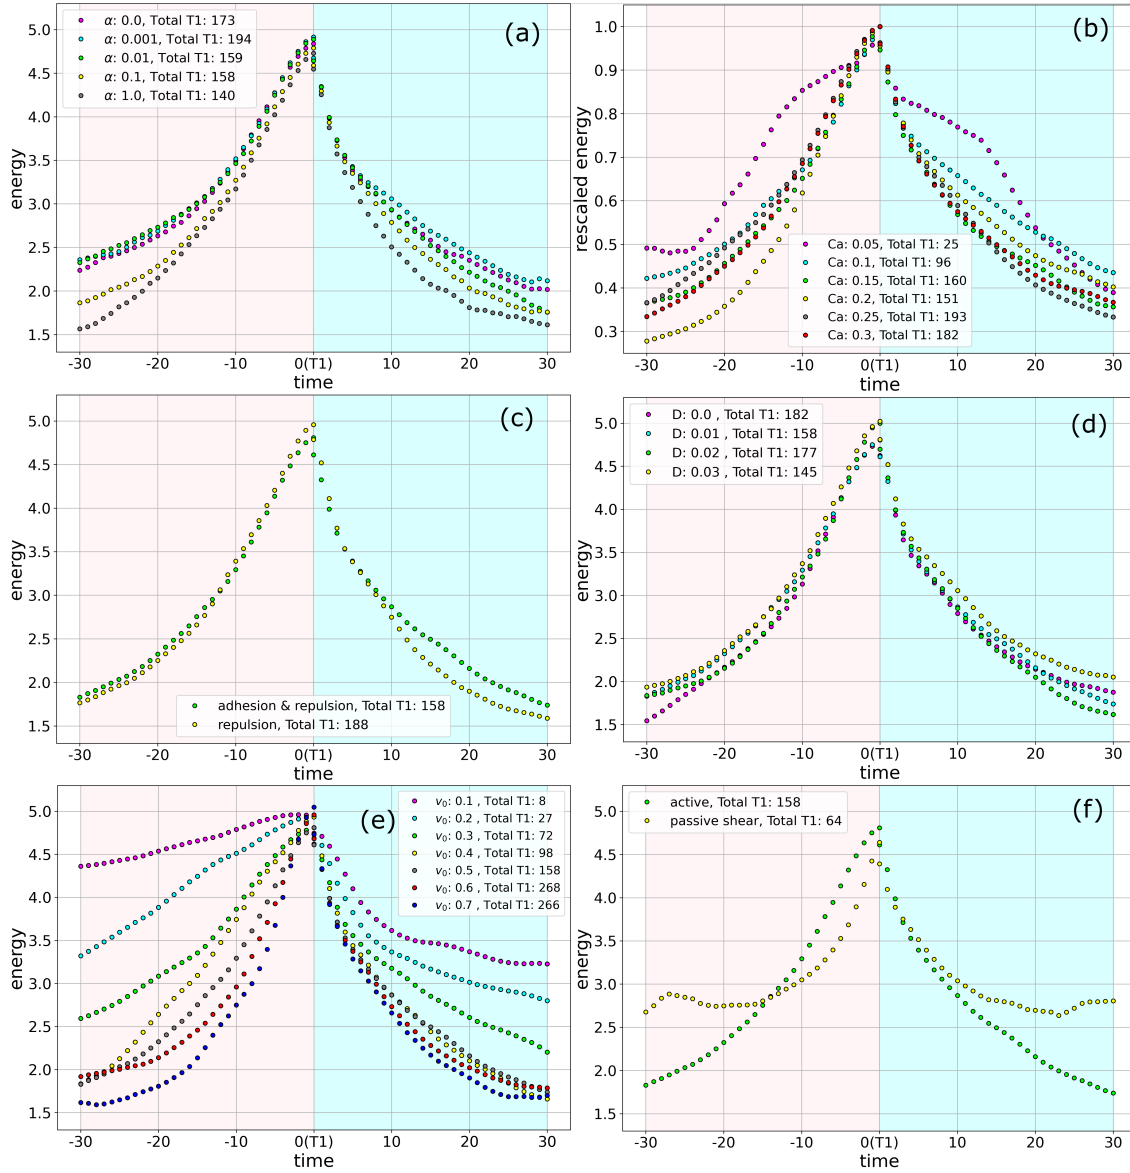 (a)
α: 0.0, Total T1: 173
α: 0.001, Total T1: 194
α: 0.01, Total T1: 159
α: 0.1, Total T1: 158
α: 1.0, Total T1: 140
5.0
4.5
4.0
3.5
3.0
2.5
2.0
1.5
energy
-30
-20
-10
0(T1)
10
20
30
time
(b)
1.0
0.9
0.8
0.7
0.6
0.5
0.4
0.3
rescaled energy
Ca: 0.05, Total T1: 25
Ca: 0.1, Total T1: 96
Ca: 0.15, Total T1: 160
Ca: 0.2, Total T1: 151
Ca: 0.25, Total T1: 193
Ca: 0.3, Total T1: 182
-30
-20
-10
0(T1)
10
20
30
time
(c)
5.0
4.5
4.0
3.5
3.0
2.5
2.0
1.5
energy
adhesion & repulsion, Total T1: 158
repulsion, Total T1: 188
-30
-20
-10
0(T1)
10
20
30
time
(d)
D: 0.0 , Total T1: 182
D: 0.01 , Total T1: 158
D: 0.02 , Total T1: 177
D: 0.03 , Total T1: 145
5.0
4.5
4.0
3.5
3.0
2.5
2.0
1.5
energy
-30
-20
-10
0(T1)
10
20
30
time
(e)
v₀: 0.1 , Total T1: 8
v₀: 0.2 , Total T1: 27
v₀: 0.3 , Total T1: 72
v₀: 0.4 , Total T1: 98
v₀: 0.5 , Total T1: 158
v₀: 0.6 , Total T1: 268
v₀: 0.7 , Total T1: 266
5.0
4.5
4.0
3.5
3.0
2.5
2.0
1.5
energy
-30
-20
-10
0(T1)
10
20
30
time
(f)
active, Total T1: 158
passive shear, Total T1: 64
5.0
4.5
4.0
3.5
3.0
2.5
2.0
1.5
energy
-30
-20
-10
0(T1)
10
20
30
time